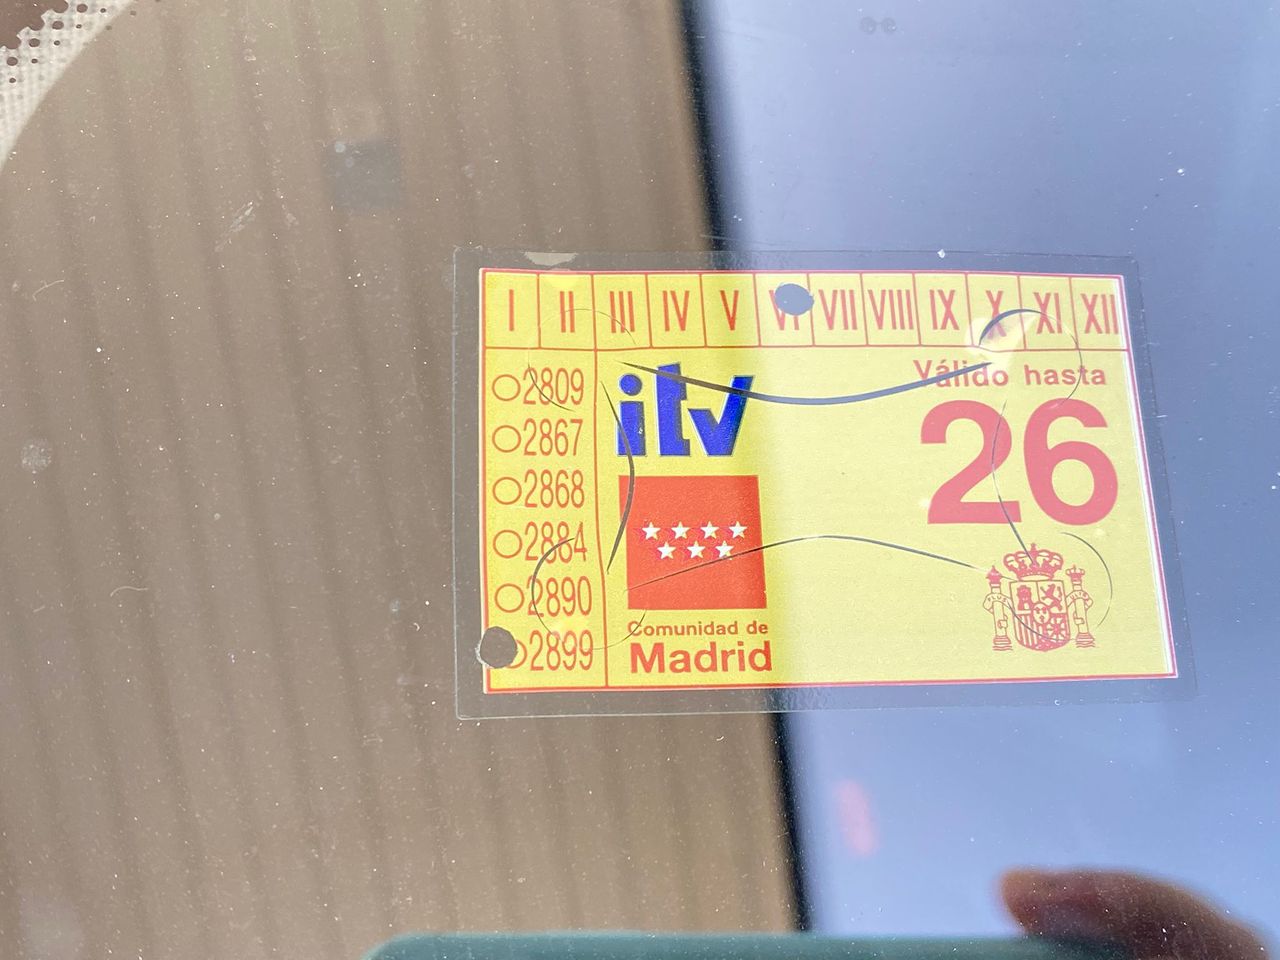 I II III IV V VI VII VIII IX X XI XII
2809
2867
2868
2884
2890
2899
itv
Comunidad de
Madrid
Válido hasta
26